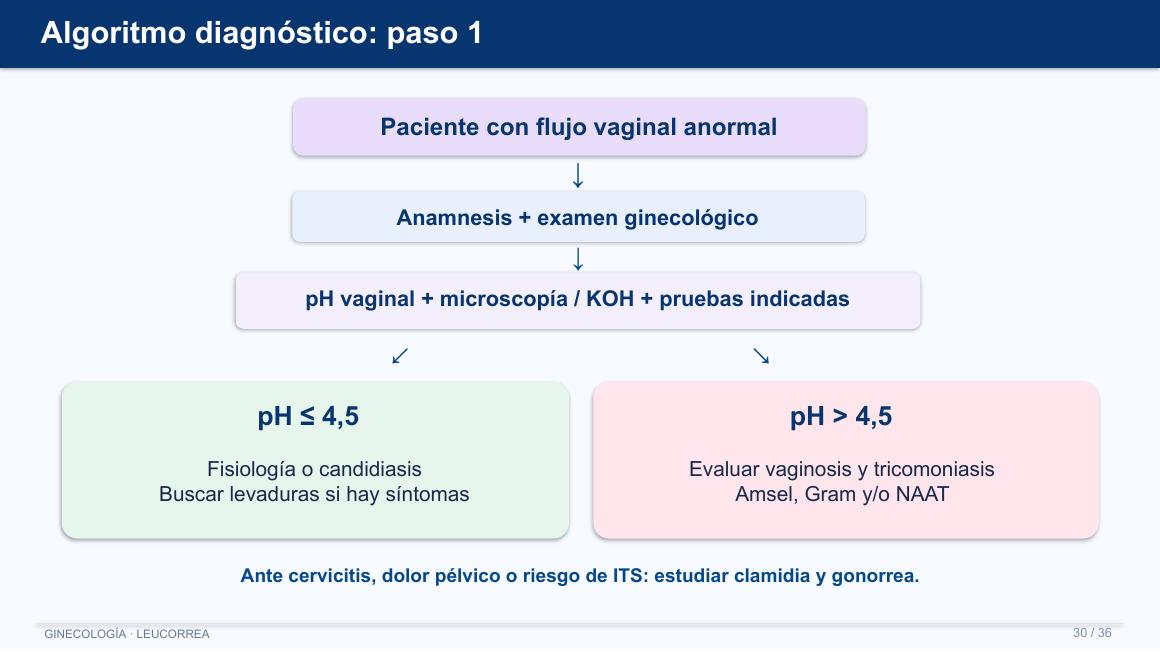 Algoritmo diagnóstico: paso 1
Paciente con flujo vaginal anormal
↓
Anamnesis + examen ginecológico
↓
pH vaginal + microscopía / KOH + pruebas indicadas
↙ ↘
pH ≤ 4,5
Fisiología o candidiasis
Buscar levaduras si hay síntomas
pH > 4,5
Evaluar vaginosis y tricomoniasis
Amsel, Gram y/o NAAT
Ante cervicitis, dolor pélvico o riesgo de ITS: estudiar clamidia y gonorrea.
GINECOLOGÍA · LEUCORREA
30 / 36